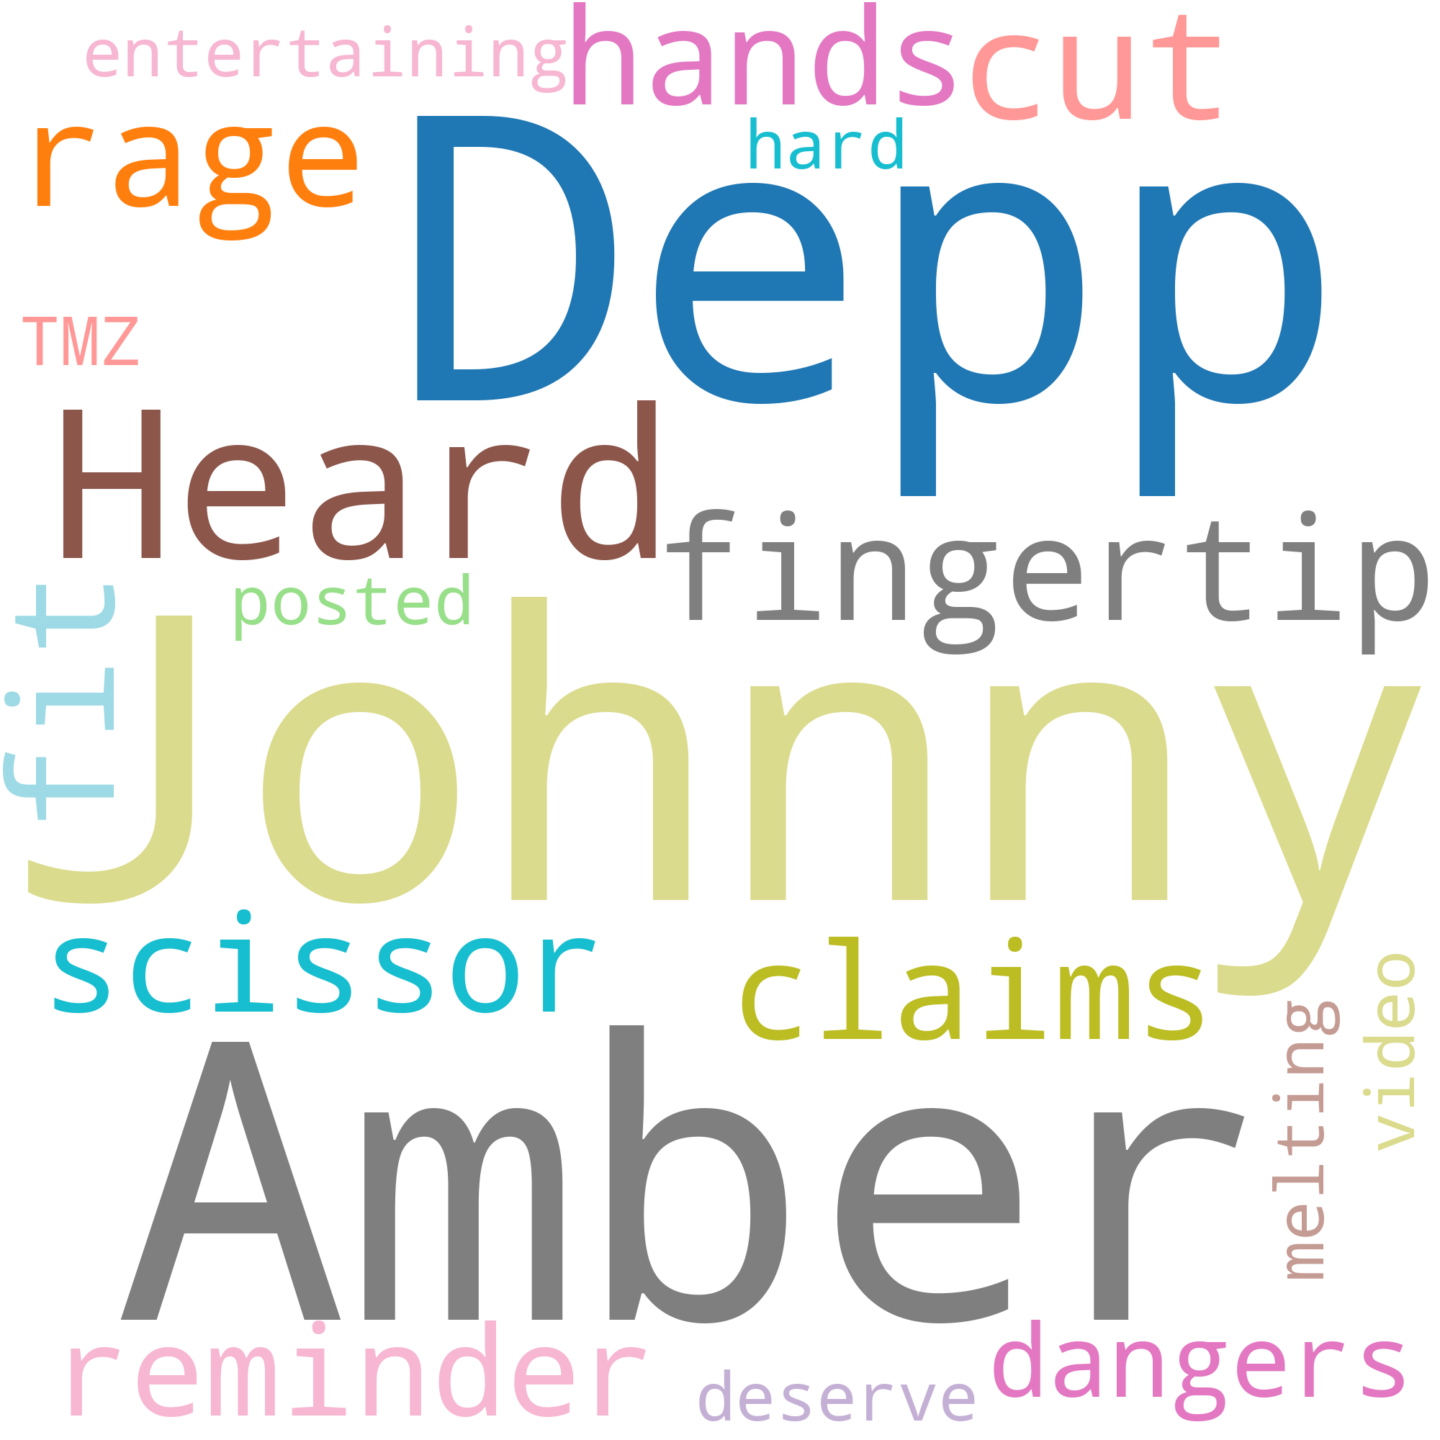 entertaining
hands
cut
rage
hard
Depp
TMZ
Heard
fingertip
fit
posted
Johnny
scissor
claims
video
melting
Amber
reminder
deserve
dangers